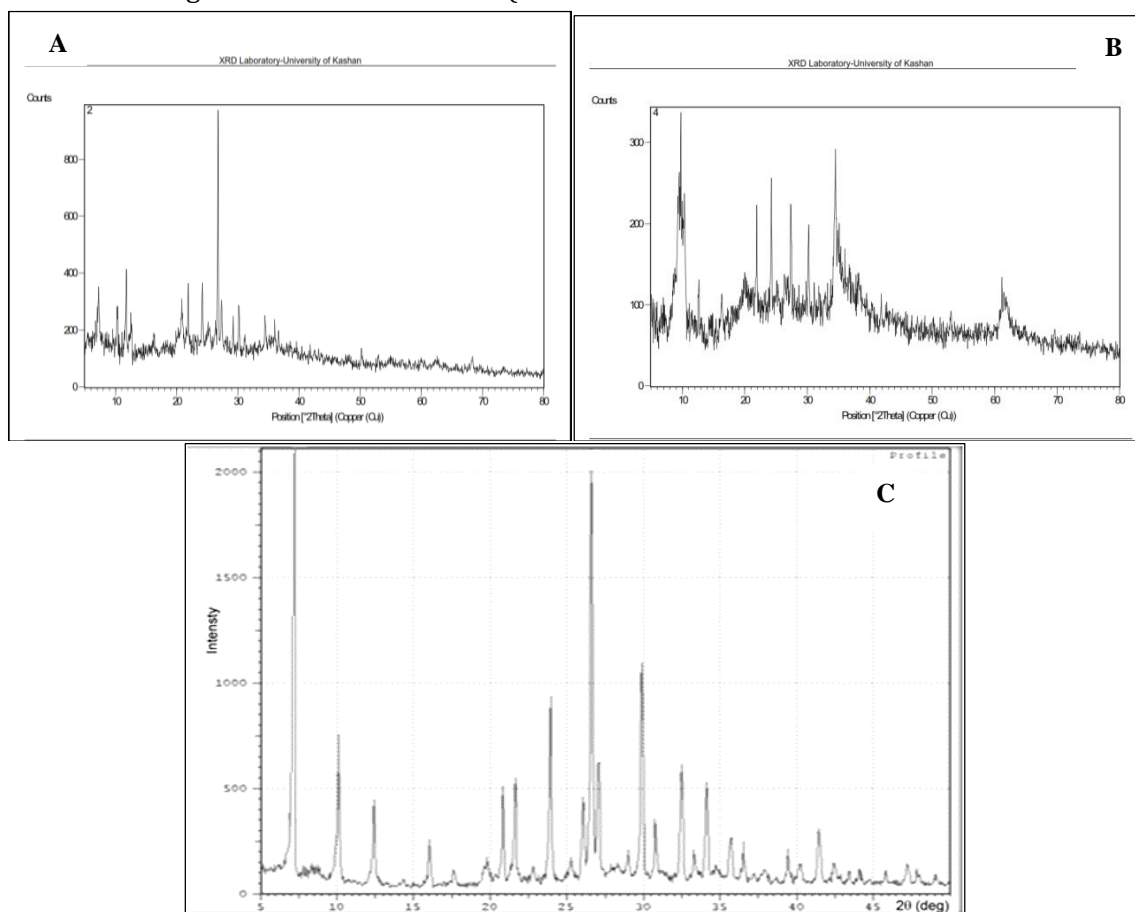 A
XRD Laboratory-University of Kashan
Counts
2
800
600
400
200
0
10 20 30 40 50 60 70 80
Position [°2Theta] (Copper (Cu))
B
XRD Laboratory-University of Kashan
Counts
4
300
200
100
0
10 20 30 40 50 60 70 80
Position [°2Theta] (Copper (Cu))
Profile
C
2000
1500
1000
500
0
Intensty
5 10 15 20 25 30 35 40 45 2θ (deg)